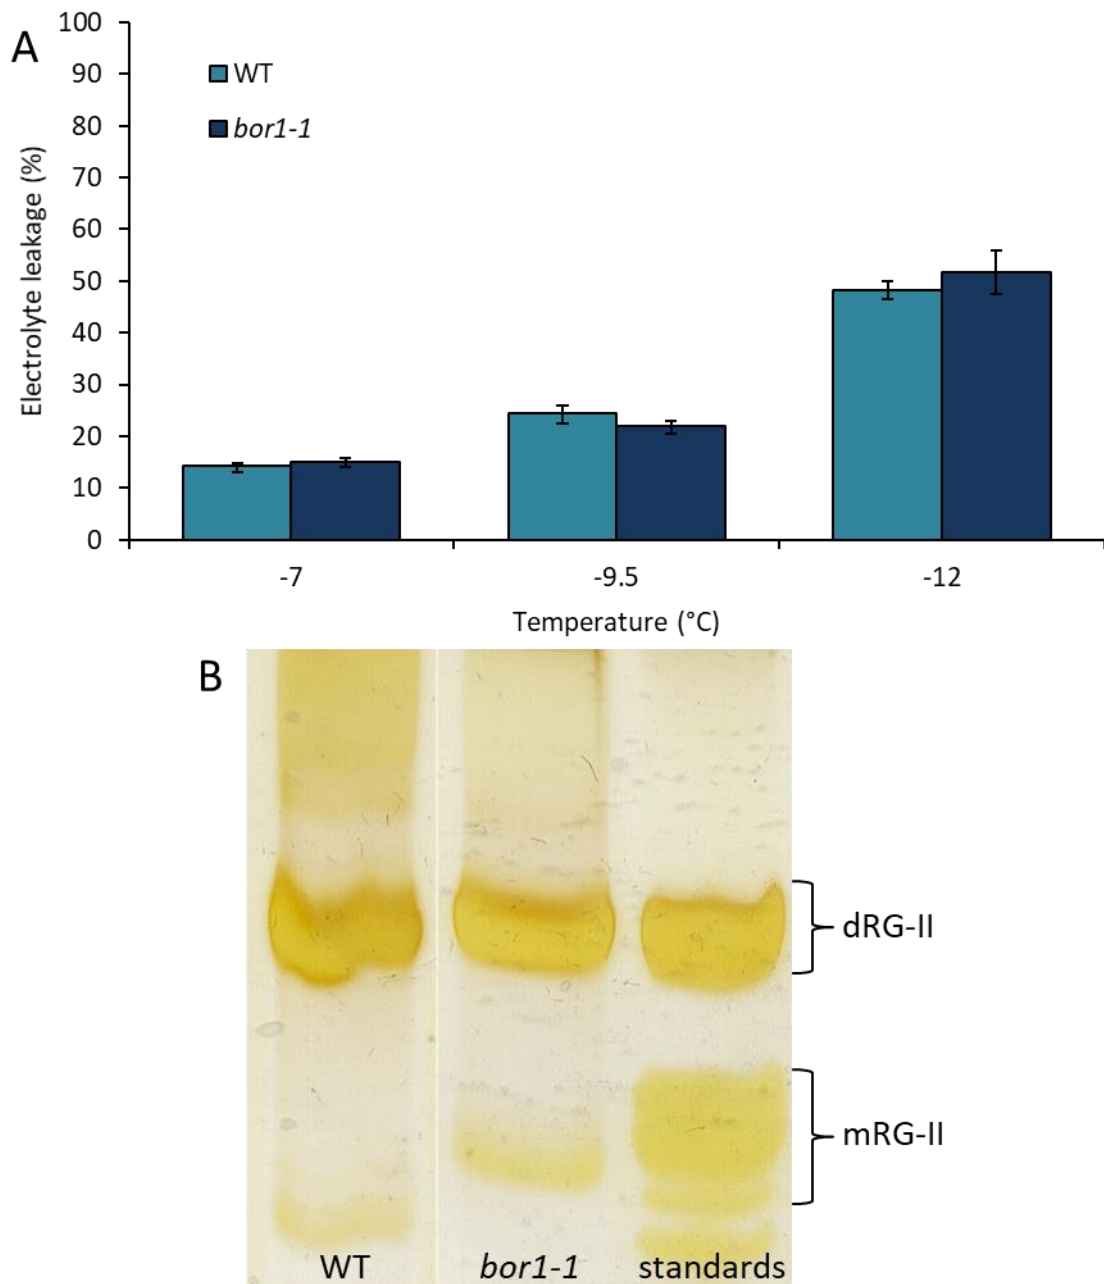 A
100
90
80
70
60
50
40
30
20
10
0
Electrolyte leakage (%)
WT
bor1-1
-7
-9.5
-12
Temperature (°C)
B
dRG-II
mRG-II
WT
bor1-1
standards